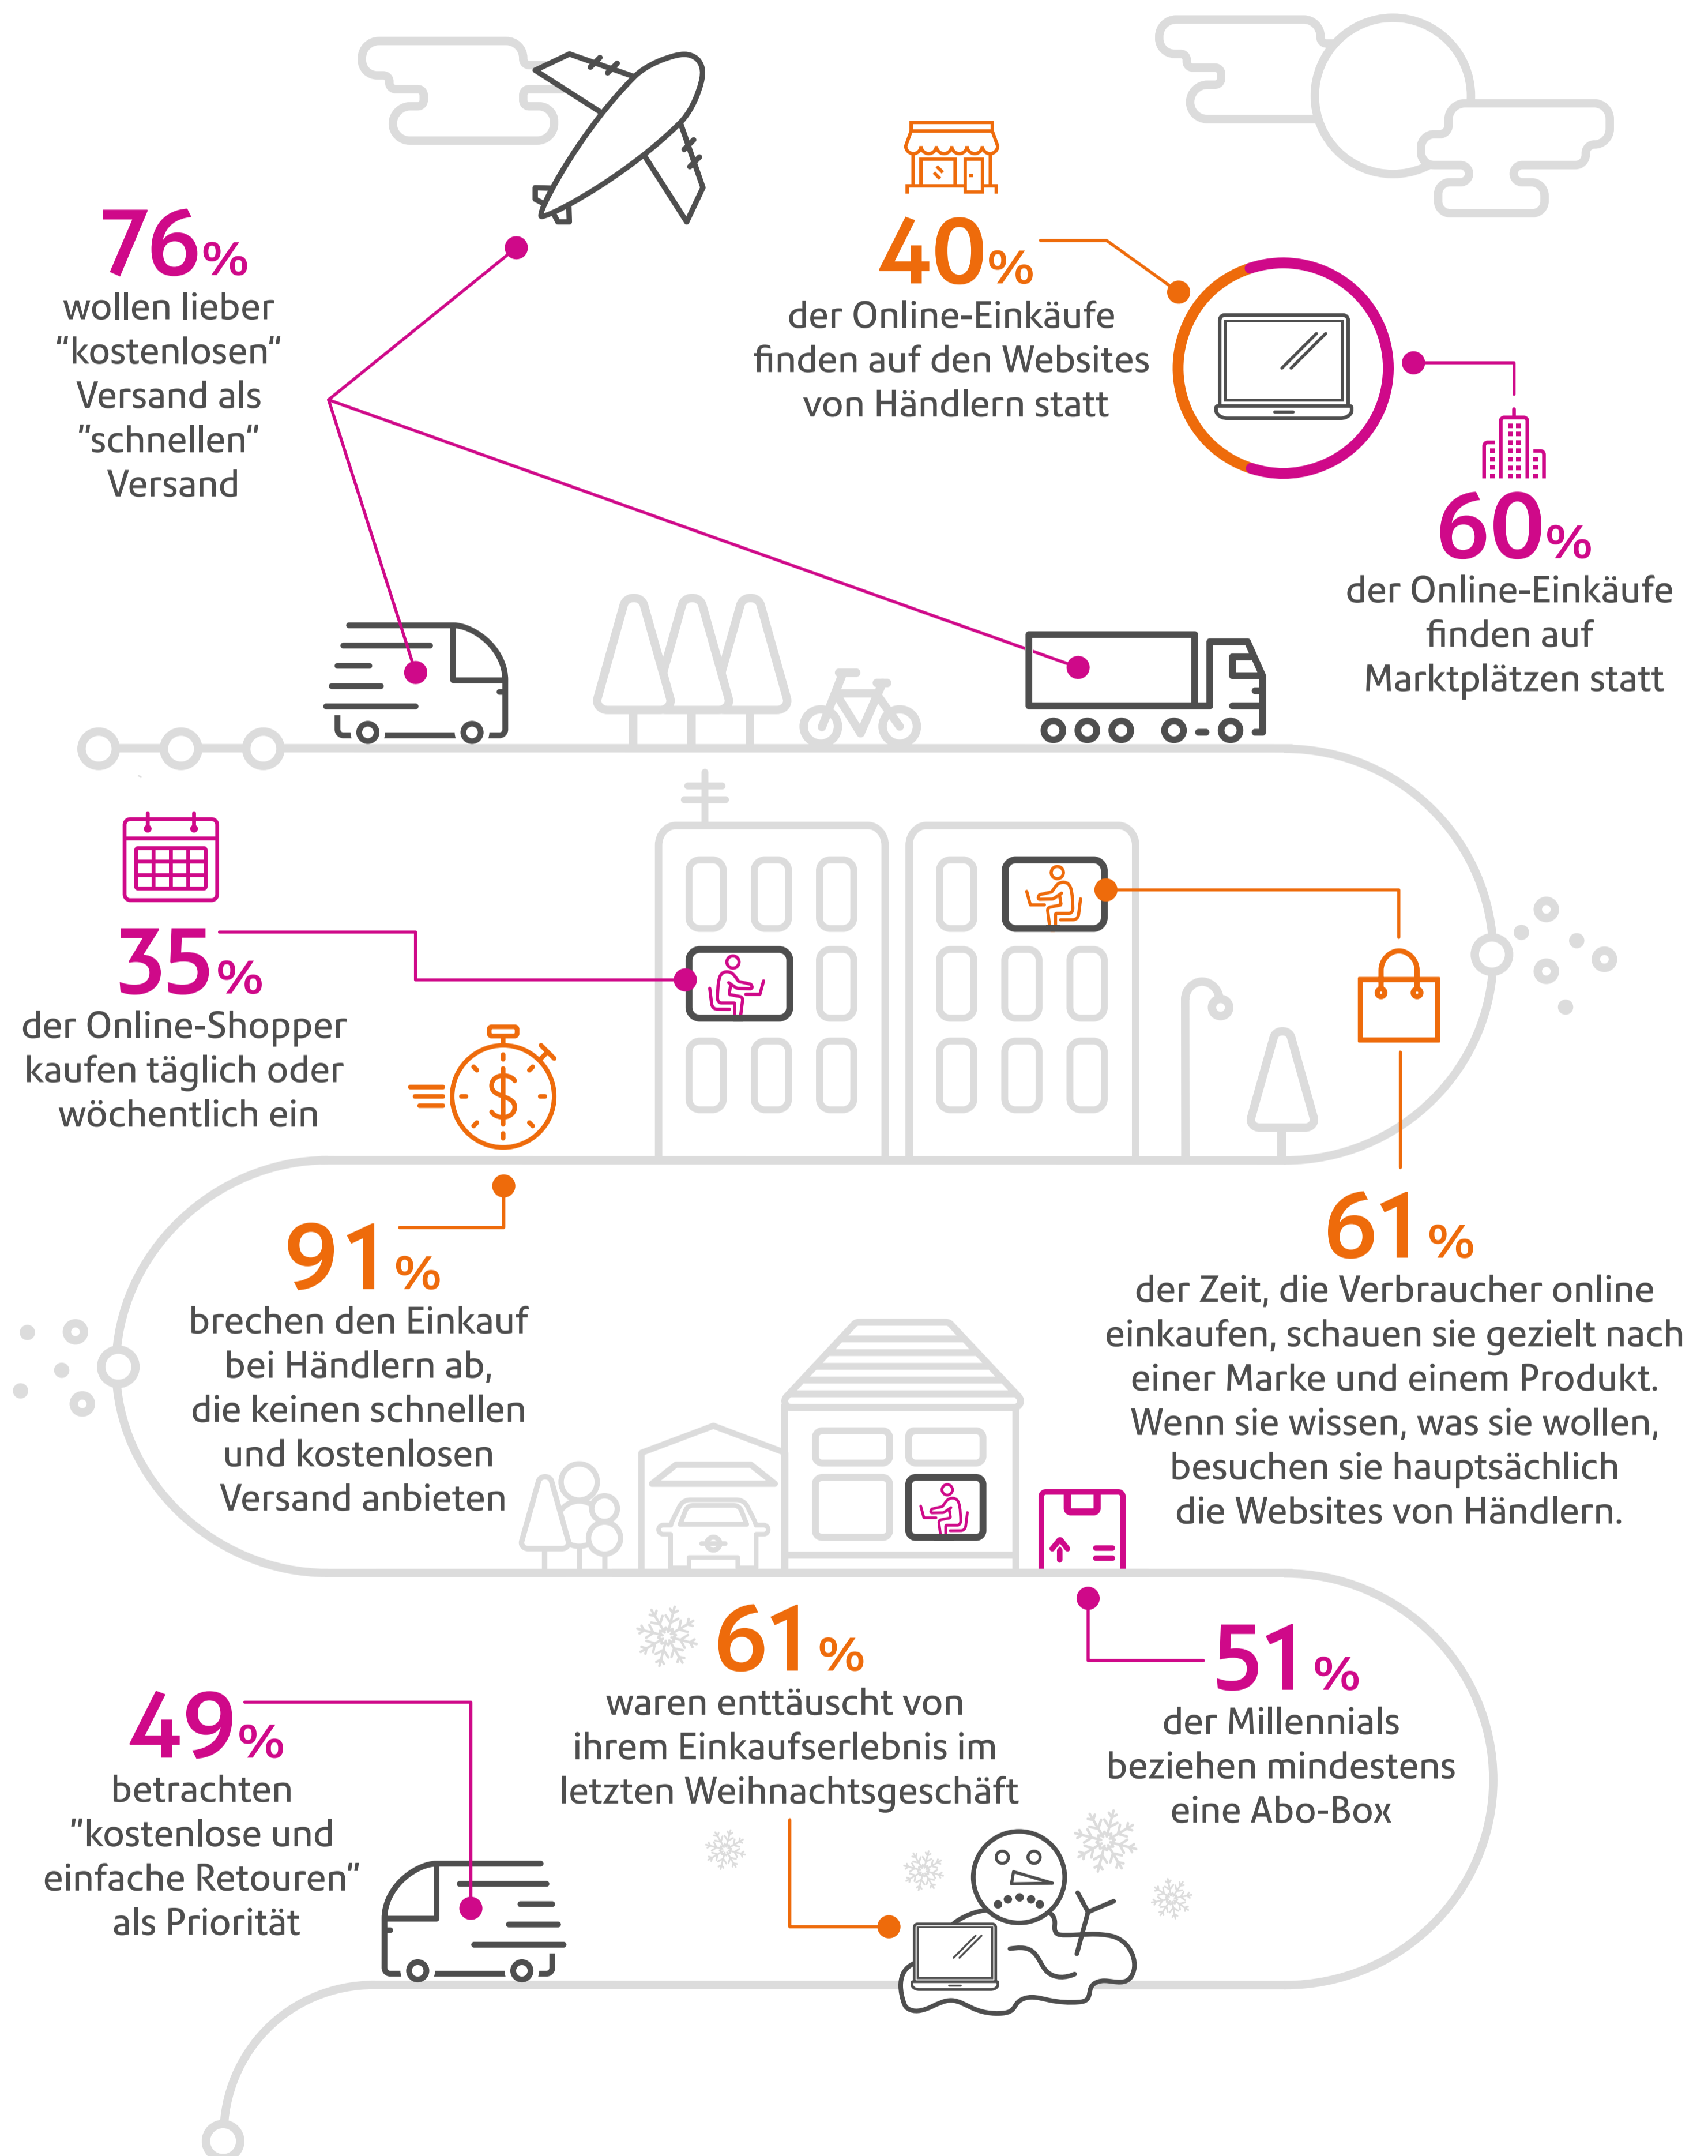 76%
wollen lieber
"kostenlosen"
Versand als
"schnellen"
Versand
40%
der Online-Einkäufe
finden auf den Websites
von Händlern statt
60%
der Online-Einkäufe
finden auf
Marktplätzen statt
35%
der Online-Shopper
kaufen täglich oder
wöchentlich ein
$
91%
brechen den Einkauf
bei Händlern ab,
die keinen schnellen
und kostenlosen
Versand anbieten
61%
der Zeit, die Verbraucher online
einkaufen, schauen sie gezielt nach
einer Marke und einem Produkt.
Wenn sie wissen, was sie wollen,
besuchen sie hauptsächlich
die Websites von Händlern.
49%
betrachten
"kostenlose und
einfache Retouren"
als Priorität
61%
waren enttäuscht von
ihrem Einkaufserlebnis im
letzten Weihnachtsgeschäft
51%
der Millennials
beziehen mindestens
eine Abo-Box